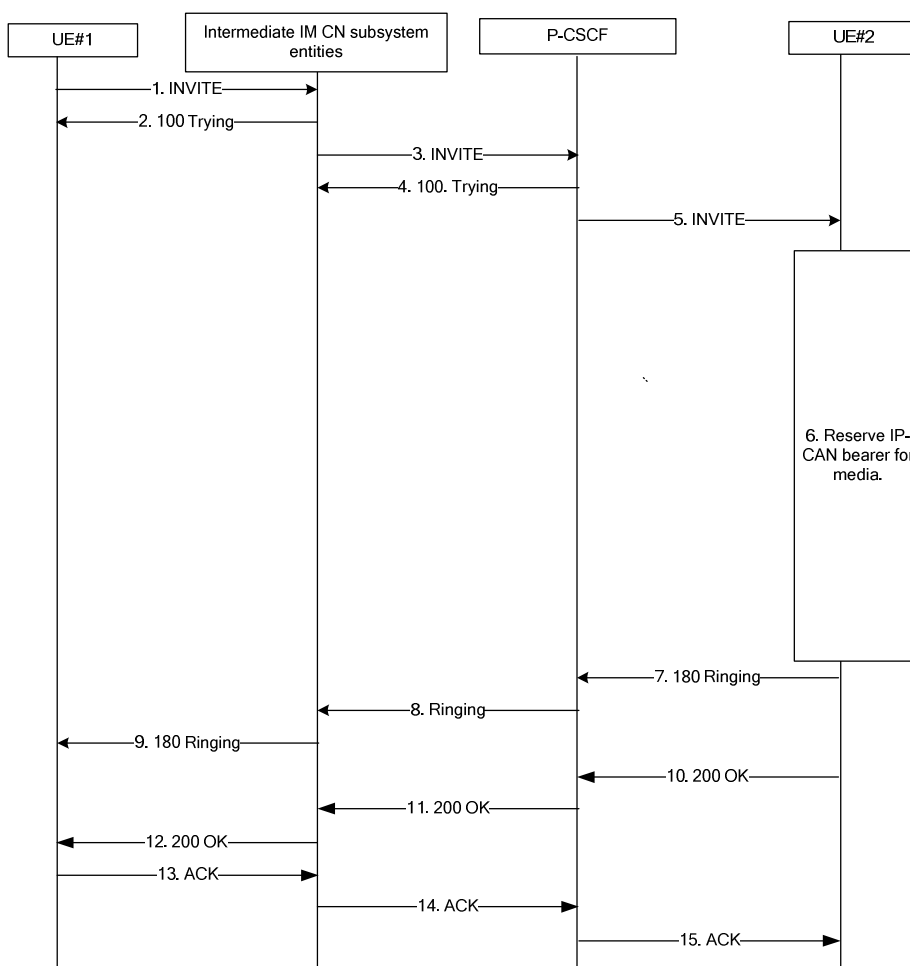 UE#1
Intermediate IM CN subsystem
entities
P-CSCF
UE#2
1. INVITE
2. 100 Trying
3. INVITE
4. 100. Trying
5. INVITE
6. Reserve IP-
CAN bearer for
media.
7. 180 Ringing
8. Ringing
9. 180 Ringing
10. 200 OK
11. 200 OK
12. 200 OK
13. ACK
14. ACK
15. ACK